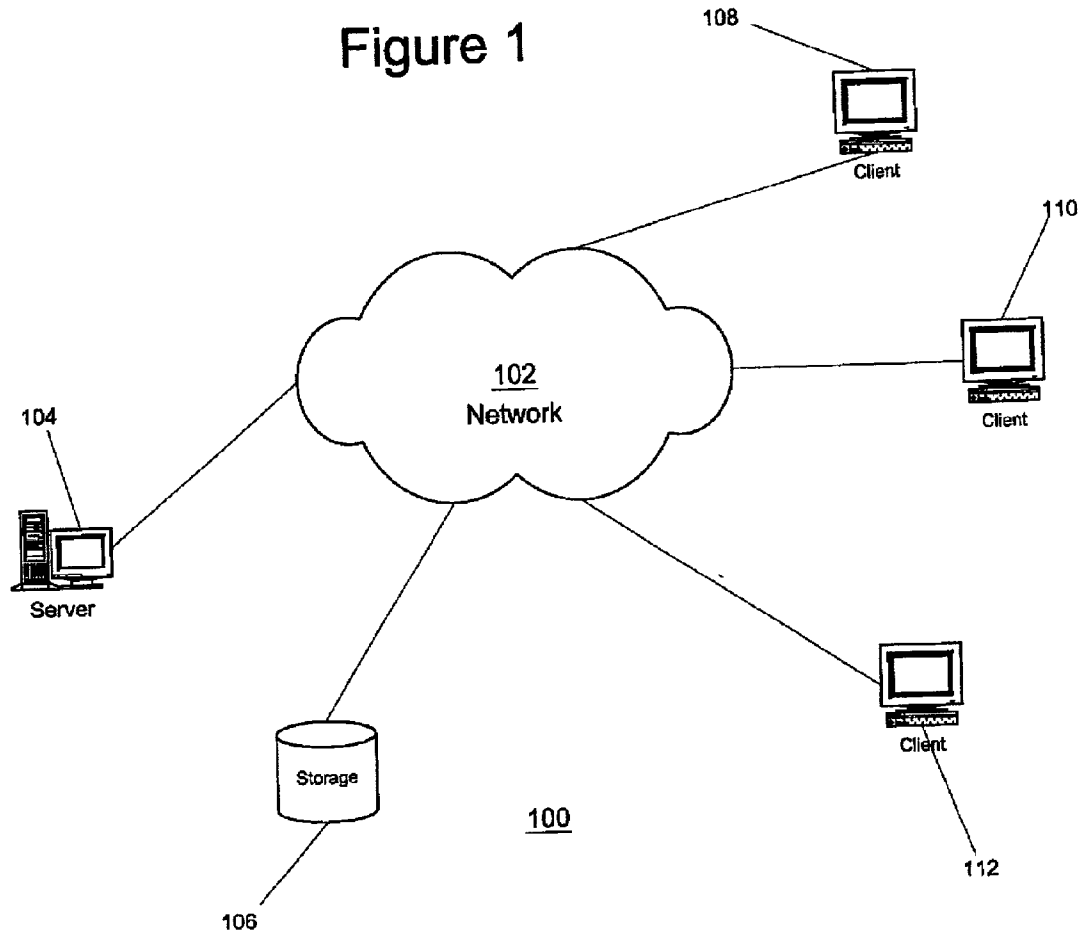 Figure 1
108
Client
110
Client
102
Network
104
Server
Storage
106
100
Client
112